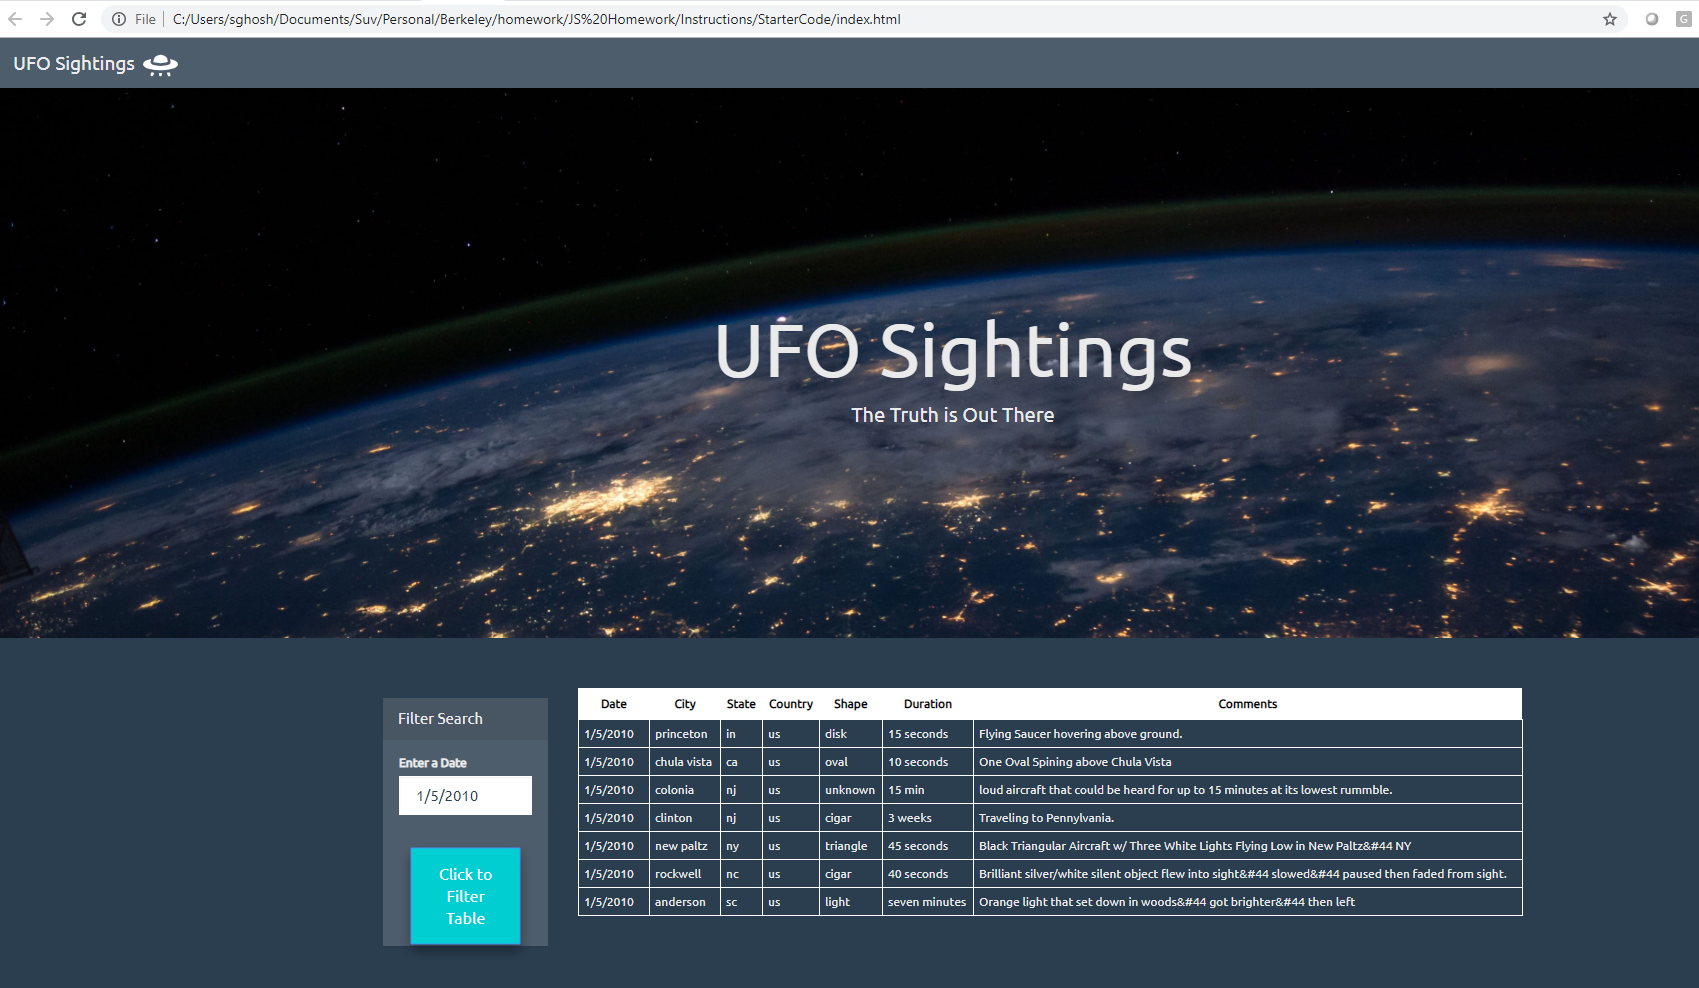 File C:/Users/sghosh/Documents/Suv/Personal/Berkeley/homework/JS%20Homework/Instructions/StarterCode/index.html G
UFO Sightings
UFO Sightings
The Truth is Out There
Filter Search
Enter a Date
1/5/2010
Click to
Filter
Table
Date City State Country Shape Duration Comments
1/5/2010 princeton in us disk 15 seconds Flying Saucer hovering above ground.
1/5/2010 chula vista ca us oval 10 seconds One Oval Spining above Chula Vista
1/5/2010 colonia nj us unknown 15 min loud aircraft that could be heard for up to 15 minutes at its lowest rummble.
1/5/2010 clinton nj us cigar 3 weeks Traveling to Pennylvania.
1/5/2010 new paltz ny us triangle 45 seconds Black Triangular Aircraft w/ Three White Lights Flying Low in New Paltz&#44 NY
1/5/2010 rockwell nc us cigar 40 seconds Brilliant silver/white silent object flew into sight&#44 slowed&#44 paused then faded from sight.
1/5/2010 anderson sc us light seven minutes Orange light that set down in woods&#44 got brighter&#44 then left